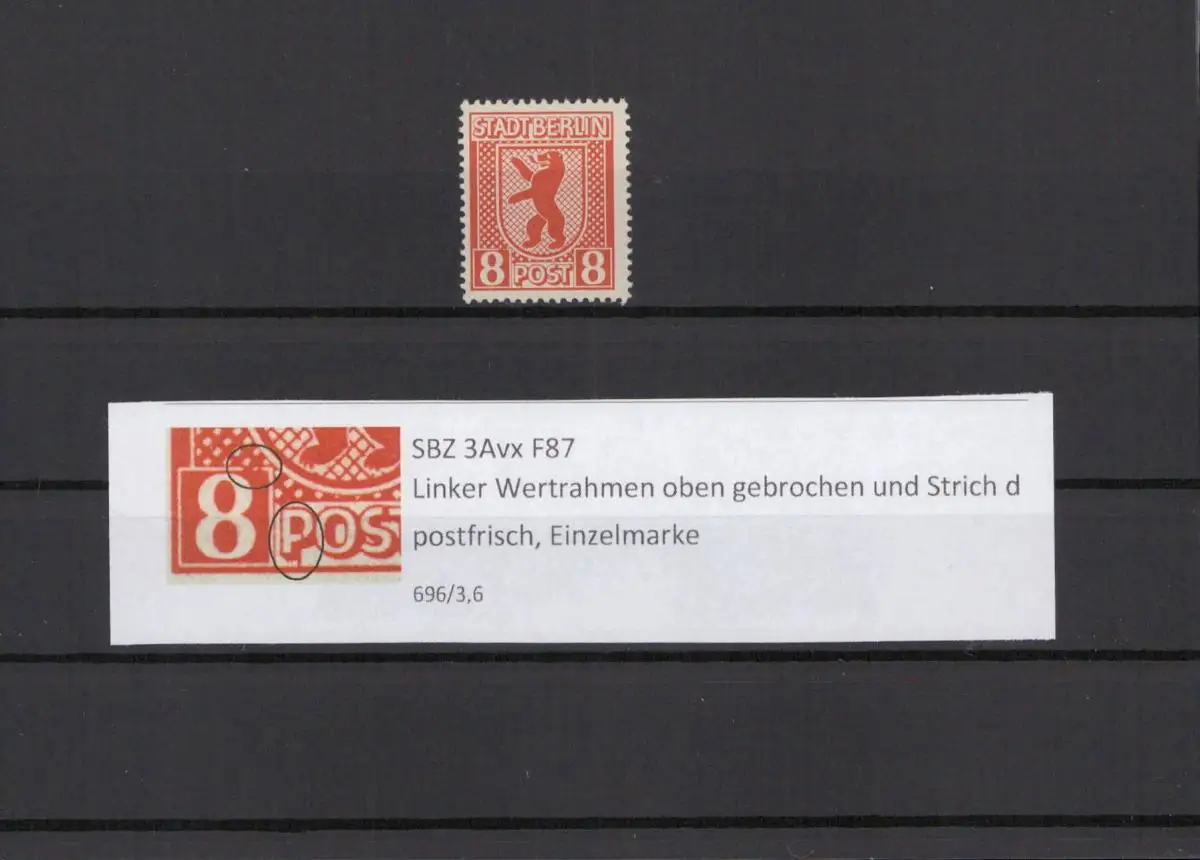 STADT BERLIN
8 POST 8
SBZ 3Avx F87
Linker Wertrahmen oben gebrochen und Strich d
8 POST
postfrisch, Einzelmarke
696/3,6